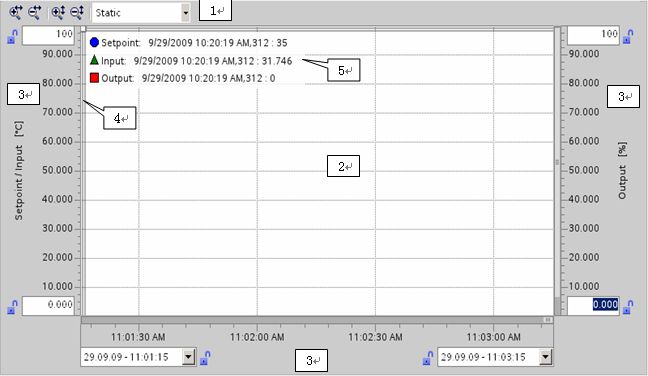 Static
1↵
100
100
Setpoint: 9/29/2009 10:20:19 AM,312 : 35
Input: 9/29/2009 10:20:19 AM,312 : 31.746
Output: 9/29/2009 10:20:19 AM,312 : 0
5↵
90.000
90.000
80.000
80.000
3↵
3↵
4↵
70.000
70.000
60.000
60.000
2↵
50.000
50.000
Setpoint / Input [°C]
Output [%]
40.000
40.000
30.000
30.000
20.000
20.000
10.000
10.000
0.000
0.000
11:01:30 AM
11:02:00 AM
11:02:30 AM
11:03:00 AM
29.09.09 - 11:01:15
3↵
29.09.09 - 11:03:15